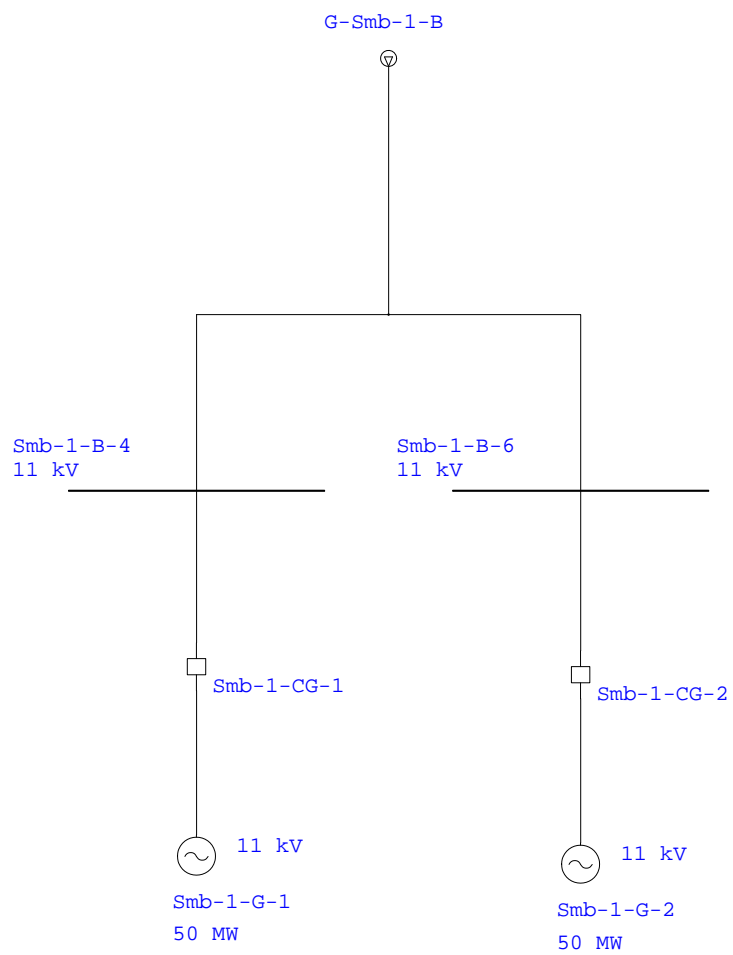 G-Smb-1-B
Smb-1-B-4
11 kV
Smb-1-B-6
11 kV
Smb-1-CG-1
Smb-1-CG-2
11 kV
Smb-1-G-1
50 MW
11 kV
Smb-1-G-2
50 MW